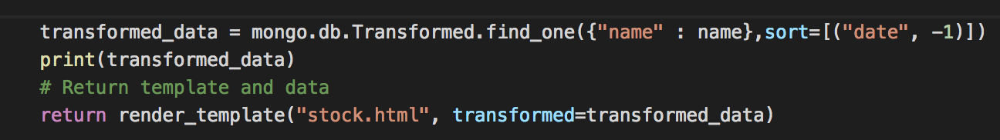 transformed_data = mongo.db.Transformed.find_one({"name" : name},sort=[("date", -1)])
print(transformed_data)
# Return template and data
return render_template("stock.html", transformed=transformed_data)